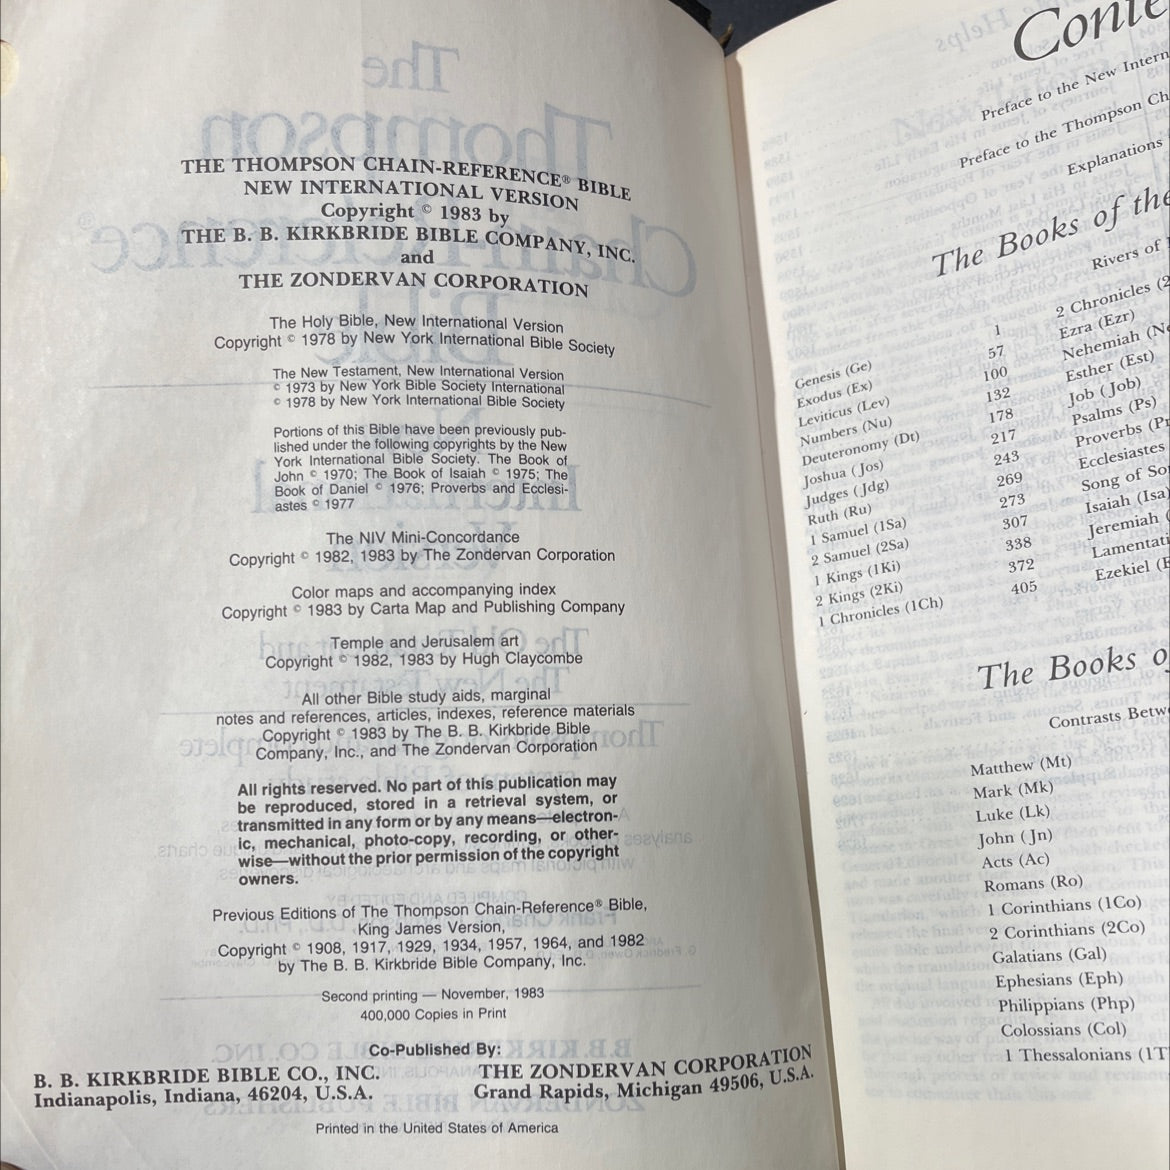 THE THOMPSON CHAIN-REFERENCE® BIBLE
NEW INTERNATIONAL VERSION
Copyright © 1983 by
THE B. B. KIRKBRIDE BIBLE COMPANY, INC.
and
THE ZONDERVAN CORPORATION
The Holy Bible, New International Version
Copyright © 1978 by New York International Bible Society
The New Testament, New International Version
© 1973 by New York Bible Society International
© 1978 by New York International Bible Society
Portions of this Bible have been previously pub-
lished under the following copyrights by the New
York International Bible Society. The Book of
John © 1970; The Book of Isaiah © 1975; The
Book of Daniel © 1976; Proverbs and Ecclesi-
astes © 1977
The NIV Mini-Concordance
Copyright © 1982, 1983 by The Zondervan Corporation
Color maps and accompanying index
Copyright © 1983 by Carta Map and Publishing Company
Temple and Jerusalem art
Copyright © 1982, 1983 by Hugh Claycombe
All other Bible study aids, marginal
notes and references, articles, indexes, reference materials
Copyright © 1983 by The B. B. Kirkbride Bible
Company, Inc., and The Zondervan Corporation
All rights reserved. No part of this publication may
be reproduced, stored in a retrieval system, or
transmitted in any form or by any means—electron-
ic, mechanical, photo-copy, recording, or other-
wise—without the prior permission of the copyright
owners.
Previous Editions of The Thompson Chain-Reference® Bible,
King James Version,
Copyright © 1908, 1917, 1929, 1934, 1957, 1964, and 1982
by The B. B. Kirkbride Bible Company, Inc.
Second printing — November, 1983
400,000 Copies in Print
Co-Published By:
B. B. KIRKBRIDE BIBLE CO., INC.
Indianapolis, Indiana, 46204, U.S.A.
THE ZONDERVAN CORPORATION
Grand Rapids, Michigan 49506, U.S.A.
Printed in the United States of America
Conte
Preface to the New Intern
Preface to the Thompson Ch
Explanations
The Books of the
Rivers of
Genesis (Ge) 1
Exodus (Ex) 57
Leviticus (Lev) 100
Numbers (Nu) 132
Deuteronomy (Dt) 178
Joshua (Jos) 217
Judges (Jdg) 243
Ruth (Ru) 269
1 Samuel (1Sa) 273
2 Samuel (2Sa) 307
1 Kings (1Ki) 338
2 Kings (2Ki) 372
1 Chronicles (1Ch) 405
2 Chronicles (2
Ezra (Ezr)
Nehemiah (Ne
Esther (Est)
Job (Job)
Psalms (Ps)
Proverbs (Pr
Ecclesiastes
Song of Son
Isaiah (Isa)
Jeremiah (
Lamentati
Ezekiel (E
The Books o
Contrasts Betw
Matthew (Mt)
Mark (Mk)
Luke (Lk)
John (Jn)
Acts (Ac)
Romans (Ro)
1 Corinthians (1Co)
2 Corinthians (2Co)
Galatians (Gal)
Ephesians (Eph)
Philippians (Php)
Colossians (Col)
1 Thessalonians (1T